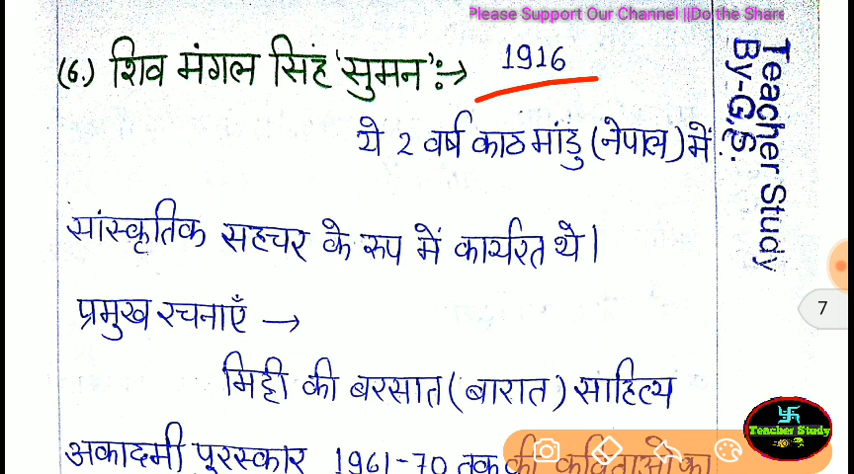 Please Support Our Channel ||Do the Share
(6.) शिव मंगल सिंह 'सुमन':→ 1916
ये 2 वर्ष काठमांडु (नेपाल) में
सांस्कृतिक सहचर के रूप में कार्यरत थे।
प्रमुख रचनाएँ →
मिट्टी की बरसात (बारात) साहित्य
अकादमी पुरस्कार 1961-70 तक की कविताओ का
Teacher Study
By-G.S.
7
Teacher Study